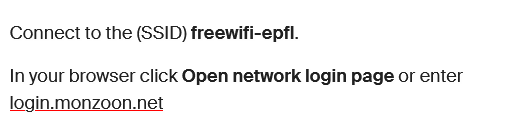 Connect to the (SSID) freewifi-epfl.
In your browser click Open network login page or enter
login.monzoon.net